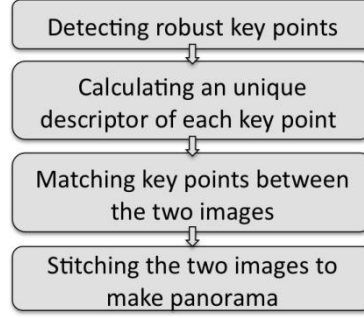 Detecting robust key points
Calculating an unique
descriptor of each key point
Matching key points between
the two images
Stitching the two images to
make panorama